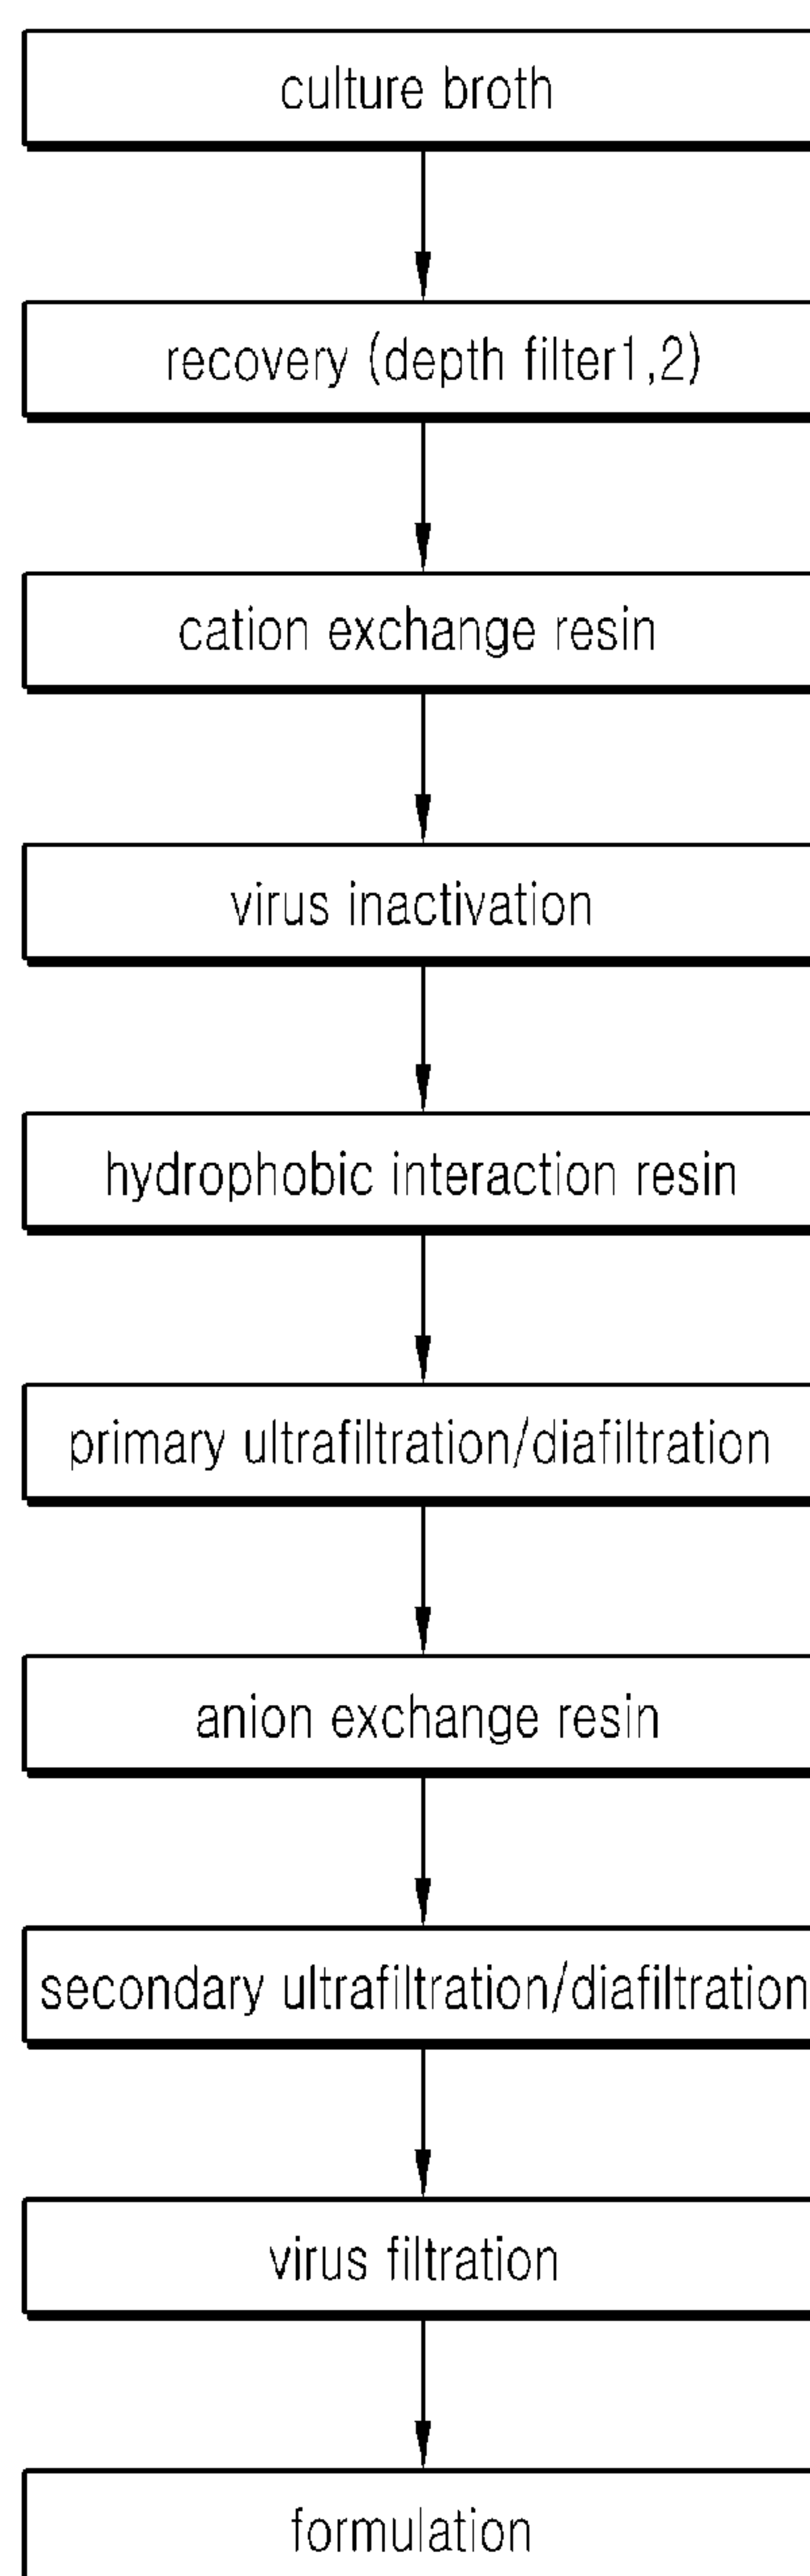 culture broth
recovery (depth filter1,2)
cation exchange resin
virus inactivation
hydrophobic interaction resin
primary ultrafiltration/diafiltration
anion exchange resin
secondary ultrafiltration/diafiltration
virus filtration
formulation